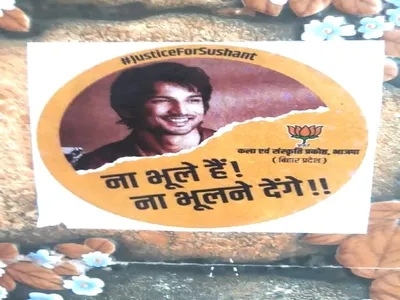 #JusticeForSushant
कला एवं संस्कृति प्रकोष्ठ, भाजपा
(बिहार प्रदेश)
ना भूले हैं!
ना भूलने देंगे!!